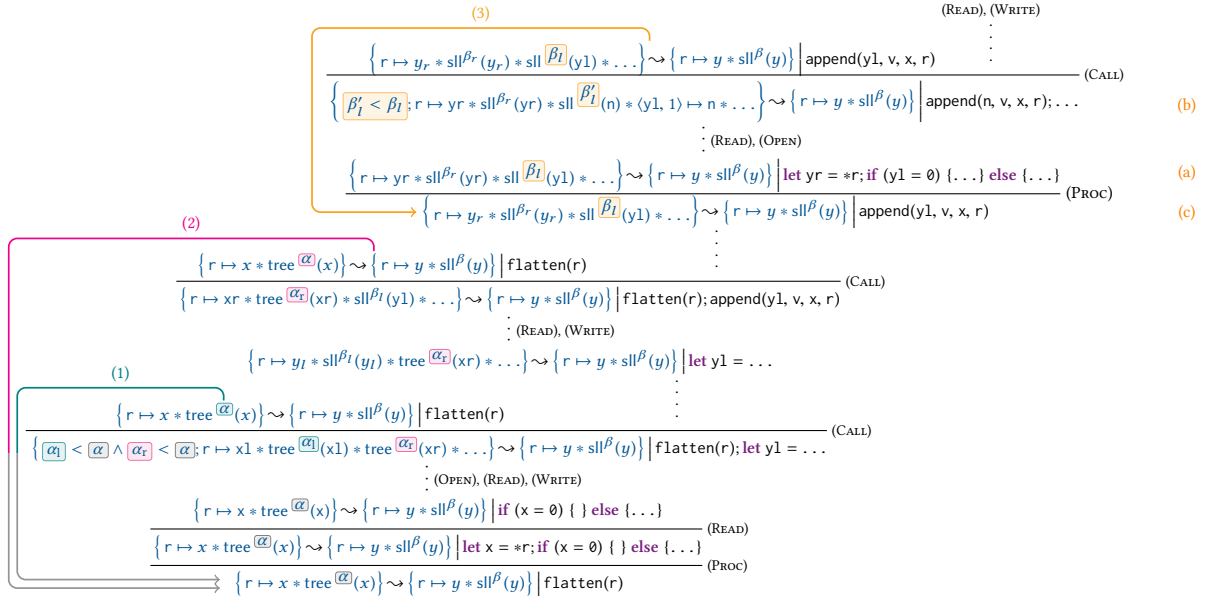 (3)
(Read), (Write)
{r ↦ y_r * sll^{β_r}(y_r) * sll^{β_l}(yl) * ...} ⇝ {r ↦ y * sll^β(y)} | append(yl, v, x, r)
(Call)
{β'_l < β_l; r ↦ yr * sll^{β_r}(yr) * sll^{β'_l}(n) * ⟨yl, 1⟩ ↦ n * ...} ⇝ {r ↦ y * sll^β(y)} | append(n, v, x, r); ...
(b)
(Read), (Open)
{r ↦ yr * sll^{β_r}(yr) * sll^{β_l}(yl) * ...} ⇝ {r ↦ y * sll^β(y)} | let yr = *r; if (yl = 0) {...} else {...}
(a)
(Proc)
{r ↦ y_r * sll^{β_r}(y_r) * sll^{β_l}(yl) * ...} ⇝ {r ↦ y * sll^β(y)} | append(yl, v, x, r)
(c)
(2)
{r ↦ x * tree^α(x)} ⇝ {r ↦ y * sll^β(y)} | flatten(r)
(Call)
{r ↦ xr * tree^{α_r}(xr) * sll^{β_l}(yl) * ...} ⇝ {r ↦ y * sll^β(y)} | flatten(r); append(yl, v, x, r)
(Read), (Write)
{r ↦ y_l * sll^{β_l}(y_l) * tree^{α_r}(xr) * ...} ⇝ {r ↦ y * sll^β(y)} | let yl = ...
(1)
{r ↦ x * tree^α(x)} ⇝ {r ↦ y * sll^β(y)} | flatten(r)
(Call)
{α_l < α ∧ α_r < α; r ↦ xl * tree^{α_l}(xl) * tree^{α_r}(xr) * ...} ⇝ {r ↦ y * sll^β(y)} | flatten(r); let yl = ...
(Open), (Read), (Write)
{r ↦ x * tree^α(x)} ⇝ {r ↦ y * sll^β(y)} | if (x = 0) { } else {...}
(Read)
{r ↦ x * tree^α(x)} ⇝ {r ↦ y * sll^β(y)} | let x = *r; if (x = 0) { } else {...}
(Proc)
{r ↦ x * tree^α(x)} ⇝ {r ↦ y * sll^β(y)} | flatten(r)